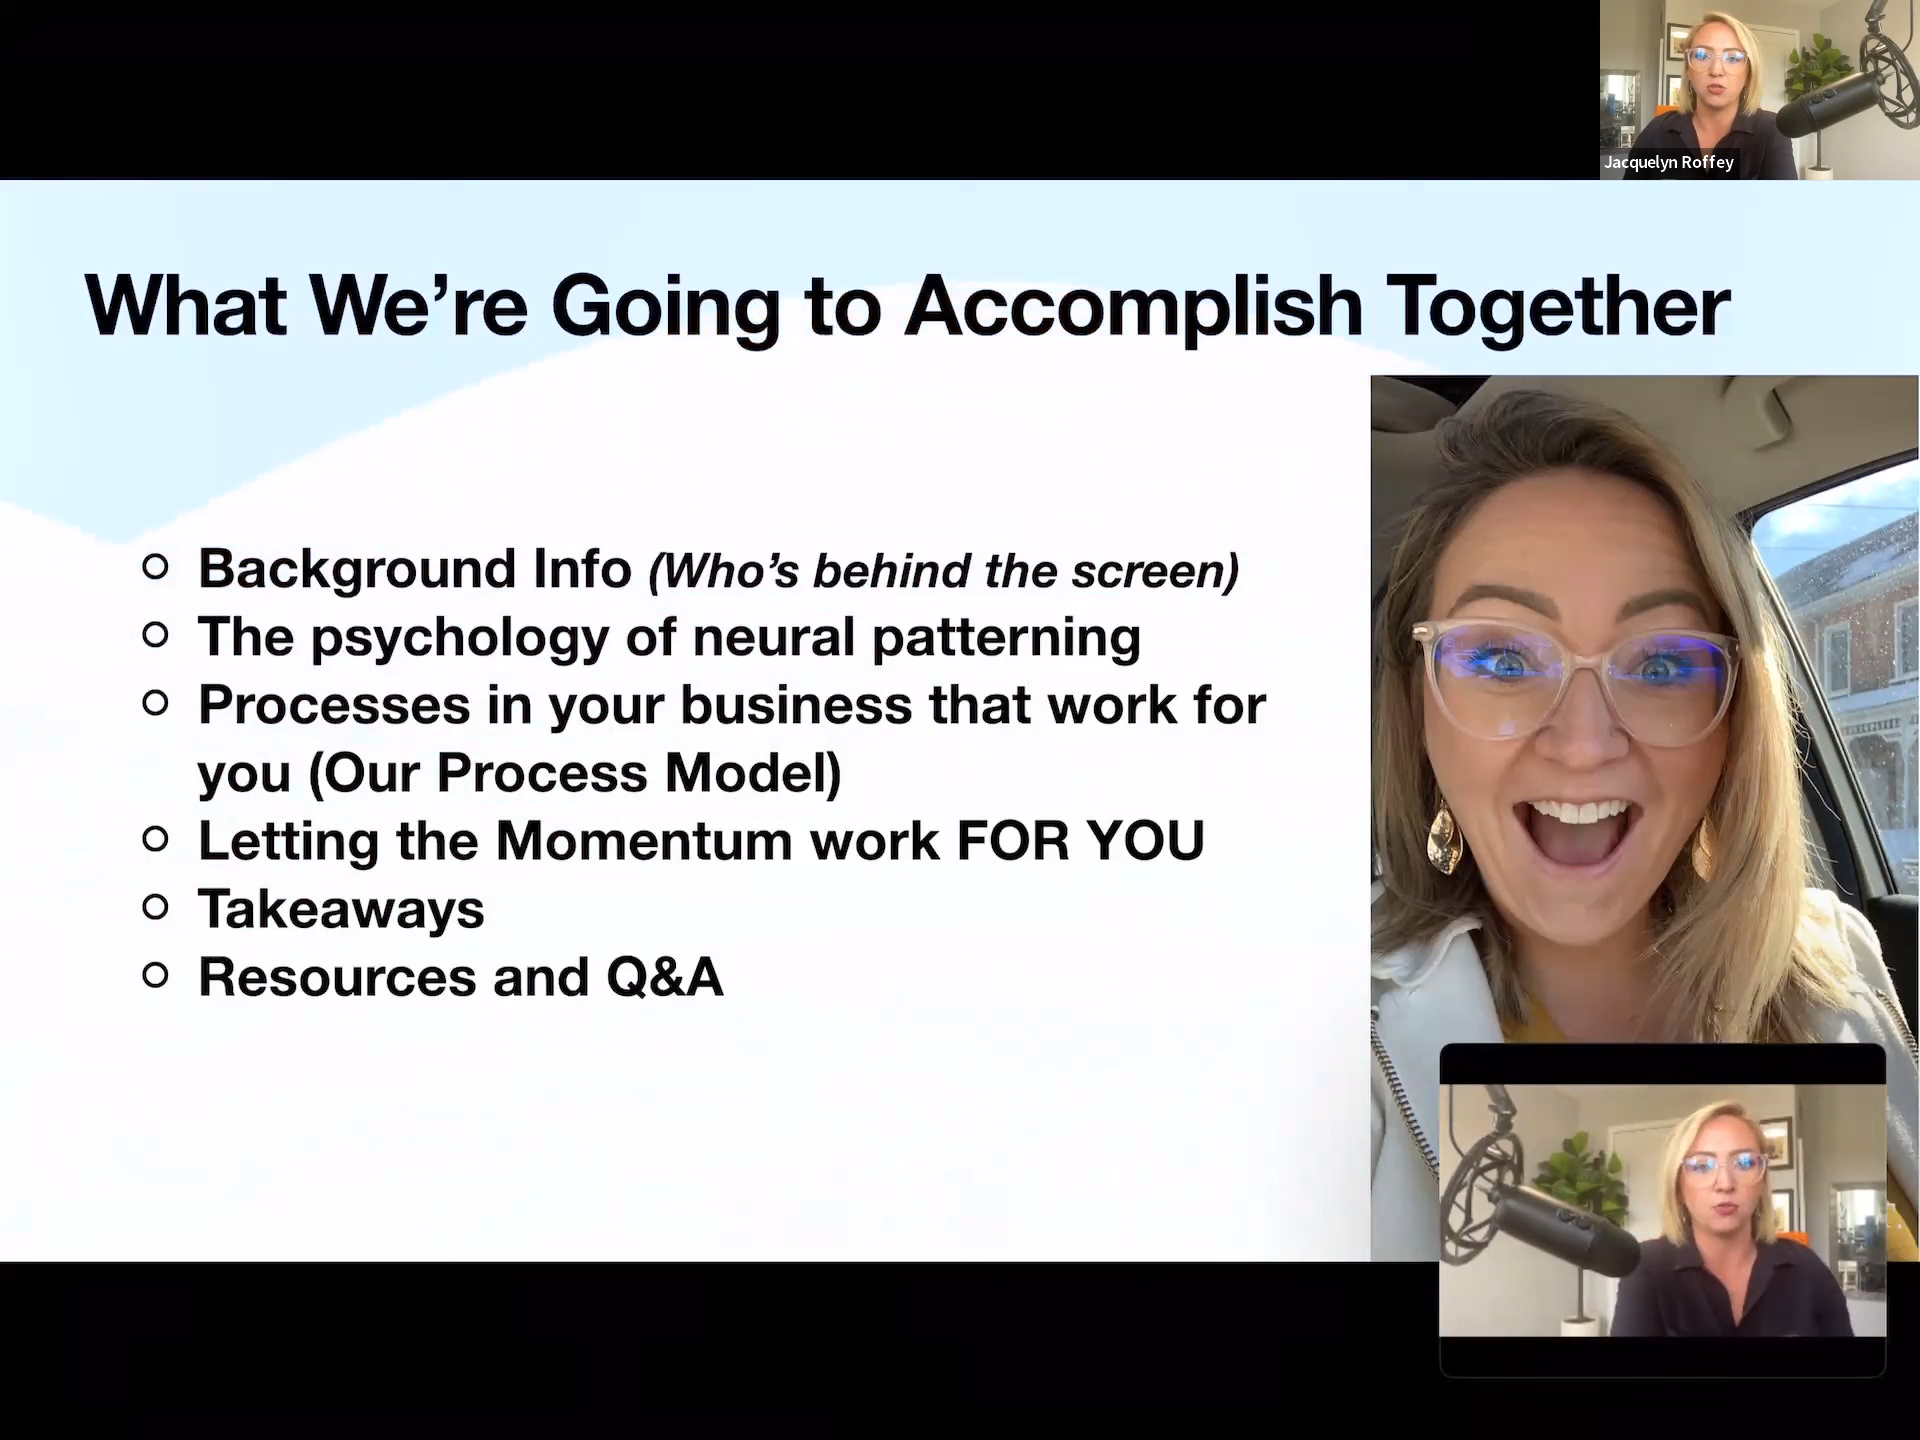 Jacquelyn Roffey
What We’re Going to Accomplish Together
Background Info (Who’s behind the screen)
The psychology of neural patterning
Processes in your business that work for
you (Our Process Model)
Letting the Momentum work FOR YOU
Takeaways
Resources and Q&A